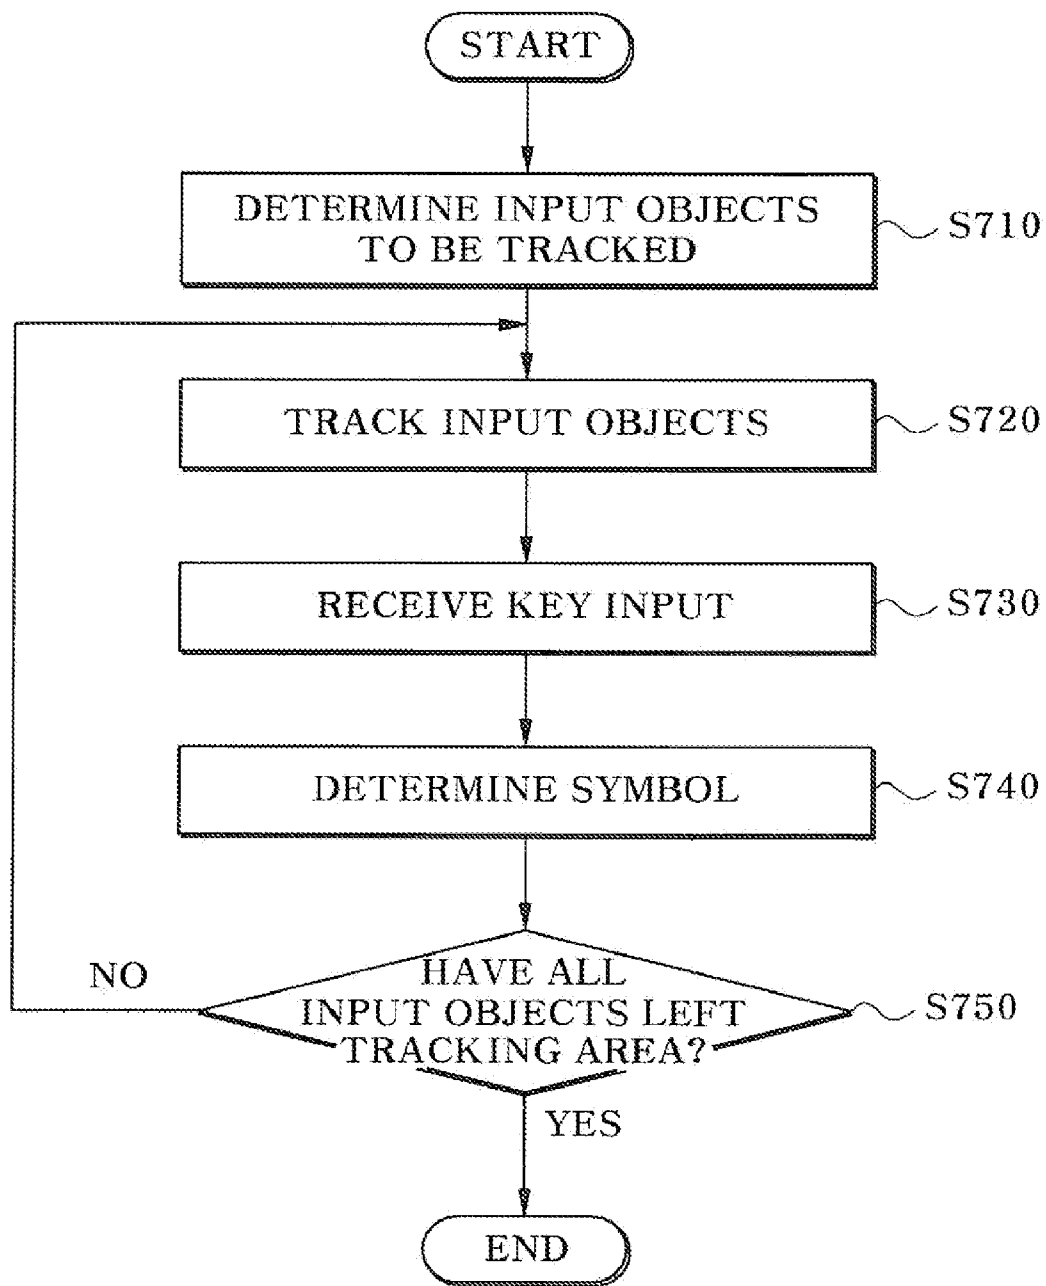 START
DETERMINE INPUT OBJECTS
TO BE TRACKED
S710
TRACK INPUT OBJECTS
S720
RECEIVE KEY INPUT
S730
DETERMINE SYMBOL
S740
HAVE ALL
INPUT OBJECTS LEFT
TRACKING AREA?
S750
NO
YES
END